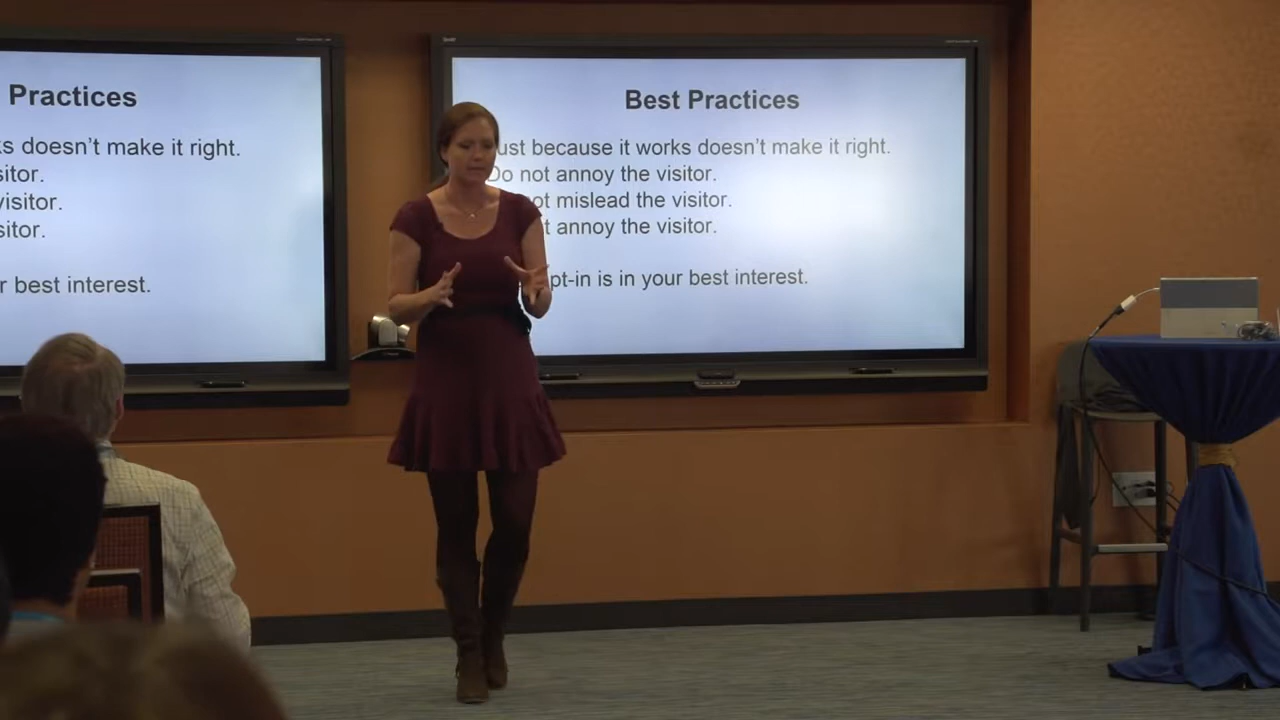 Practices
s doesn't make it right.
sitor.
visitor.
sitor.
r best interest.
Best Practices
ust because it works doesn't make it right.
Do not annoy the visitor.
ot mislead the visitor.
t annoy the visitor.
pt-in is in your best interest.